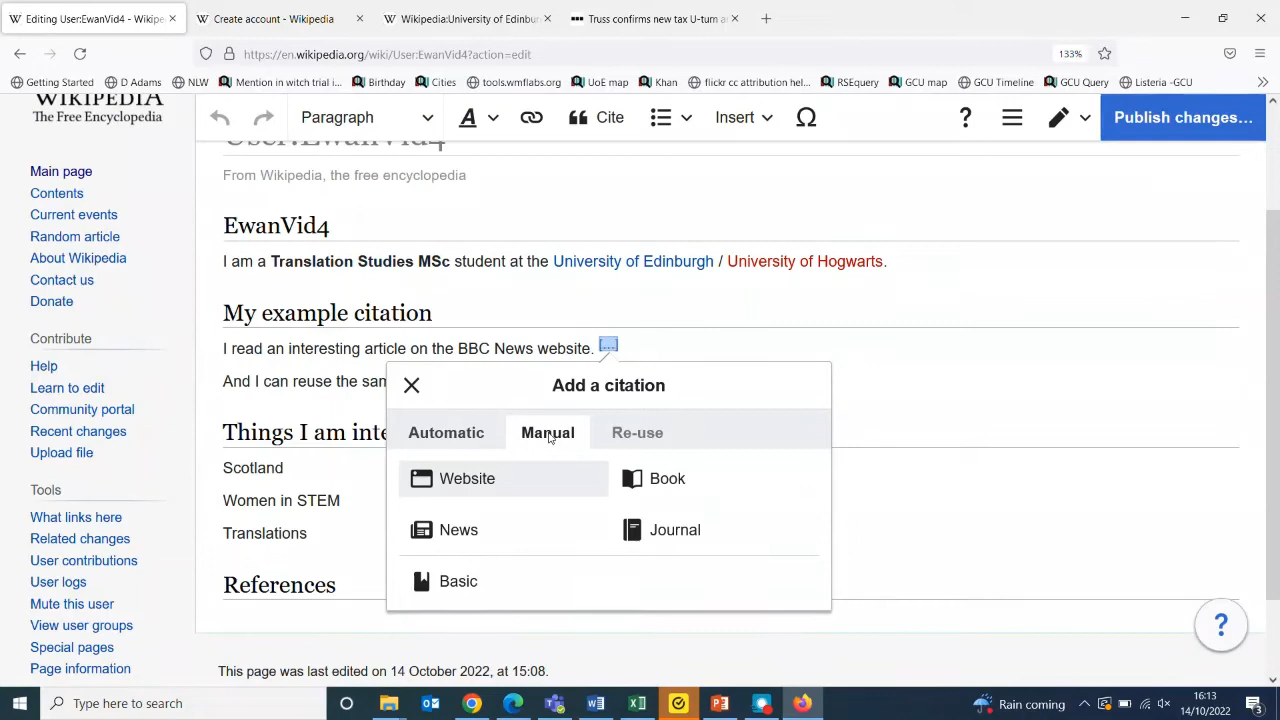 Editing User:EwanVid4 - Wikipe
Create account - Wikipedia
Wikipedia:University of Edinbur
Truss confirms new tax U-turn a
https://en.wikipedia.org/wiki/User:EwanVid4?action=edit
133%
Getting Started
D Adams
NLW
Mention in witch trial i...
Birthday
Cities
tools.wmflabs.org
UoE map
Khan
flickr cc attribution hel...
RSEquery
GCU map
GCU Timeline
GCU Query
Listeria -GCU
WIKIPEDIA
The Free Encyclopedia
Paragraph
A
Cite
Insert
Ω
?
Publish changes...
User:EwanVid4
From Wikipedia, the free encyclopedia
Main page
Contents
Current events
Random article
About Wikipedia
Contact us
Donate
Contribute
Help
Learn to edit
Community portal
Recent changes
Upload file
Tools
What links here
Related changes
User contributions
User logs
Mute this user
View user groups
Special pages
Page information
EwanVid4
I am a Translation Studies MSc student at the University of Edinburgh / University of Hogwarts.
My example citation
I read an interesting article on the BBC News website. [...]
And I can reuse the sam
Things I am inte
Scotland
Women in STEM
Translations
References
Add a citation
Automatic
Manual
Re-use
Website
Book
News
Journal
Basic
?
This page was last edited on 14 October 2022, at 15:08.
Type here to search
Rain coming
16:13
14/10/2022
3